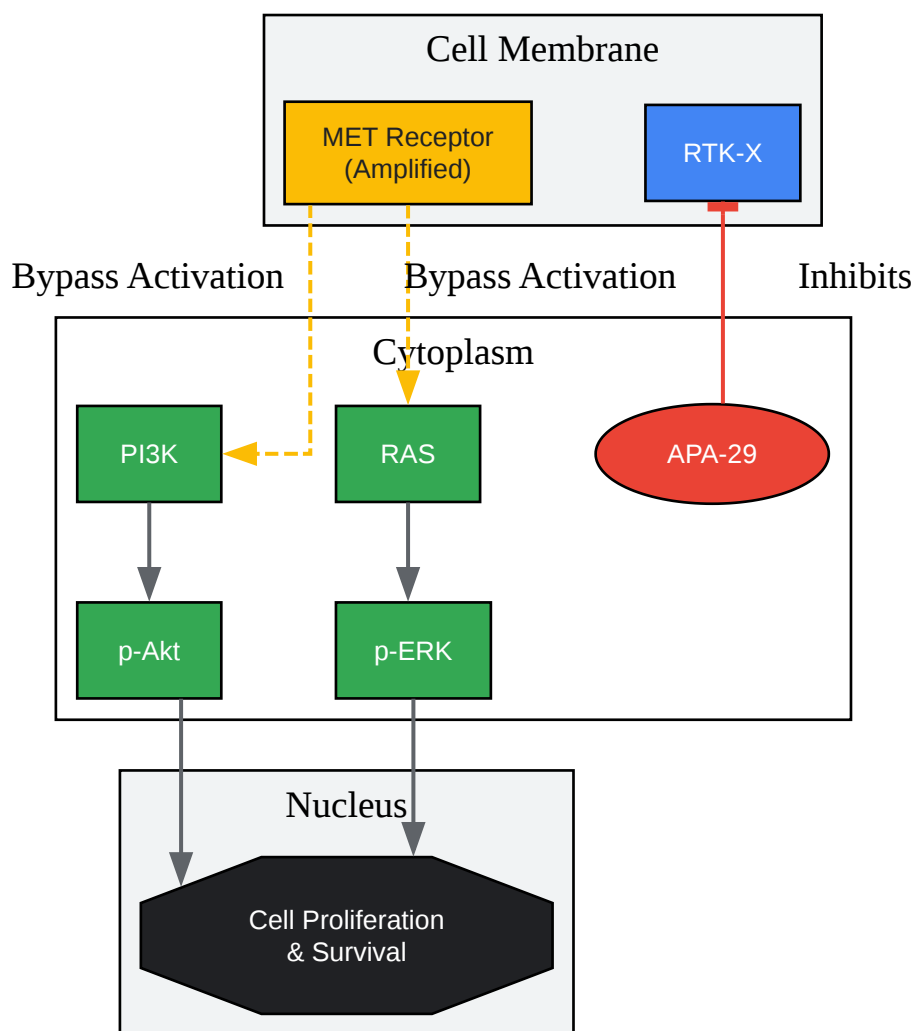 Cell Membrane
MET Receptor
(Amplified)
RTK-X
Bypass Activation
Bypass Activation
Inhibits
Cytoplasm
PI3K
RAS
APA-29
p-Akt
p-ERK
Nucleus
Cell Proliferation
& Survival